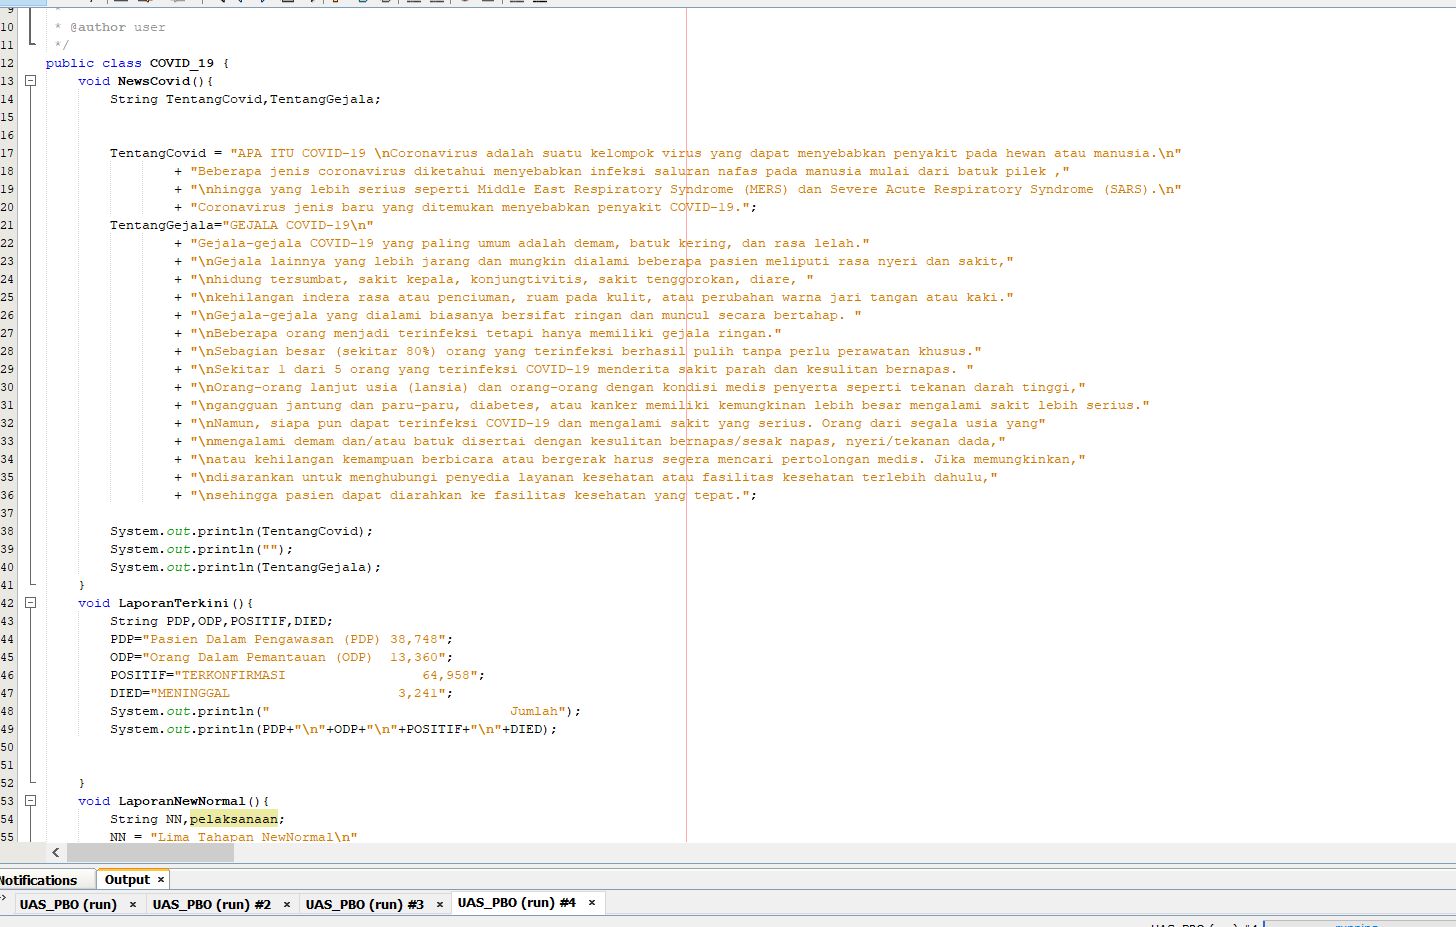 9 *
10 * @author user
11 */
12 public class COVID_19 {
13 void NewsCovid(){
14 String TentangCovid,TentangGejala;
15
16
17 TentangCovid = "APA ITU COVID-19 \nCoronavirus adalah suatu kelompok virus yang dapat menyebabkan penyakit pada hewan atau manusia.\n"
18 + "Beberapa jenis coronavirus diketahui menyebabkan infeksi saluran nafas pada manusia mulai dari batuk pilek ,"
19 + "\nhingga yang lebih serius seperti Middle East Respiratory Syndrome (MERS) dan Severe Acute Respiratory Syndrome (SARS).\n"
20 + "Coronavirus jenis baru yang ditemukan menyebabkan penyakit COVID-19.";
21 TentangGejala="GEJALA COVID-19\n"
22 + "Gejala-gejala COVID-19 yang paling umum adalah demam, batuk kering, dan rasa lelah."
23 + "\nGejala lainnya yang lebih jarang dan mungkin dialami beberapa pasien meliputi rasa nyeri dan sakit,"
24 + "\nhidung tersumbat, sakit kepala, konjungtivitis, sakit tenggorokan, diare, "
25 + "\nkehilangan indera rasa atau penciuman, ruam pada kulit, atau perubahan warna jari tangan atau kaki."
26 + "\nGejala-gejala yang dialami biasanya bersifat ringan dan muncul secara bertahap. "
27 + "\nBeberapa orang menjadi terinfeksi tetapi hanya memiliki gejala ringan."
28 + "\nSebagian besar (sekitar 80%) orang yang terinfeksi berhasil pulih tanpa perlu perawatan khusus."
29 + "\nSekitar 1 dari 5 orang yang terinfeksi COVID-19 menderita sakit parah dan kesulitan bernapas. "
30 + "\nOrang-orang lanjut usia (lansia) dan orang-orang dengan kondisi medis penyerta seperti tekanan darah tinggi,"
31 + "\ngangguan jantung dan paru-paru, diabetes, atau kanker memiliki kemungkinan lebih besar mengalami sakit lebih serius."
32 + "\nNamun, siapa pun dapat terinfeksi COVID-19 dan mengalami sakit yang serius. Orang dari segala usia yang"
33 + "\nmengalami demam dan/atau batuk disertai dengan kesulitan bernapas/sesak napas, nyeri/tekanan dada,"
34 + "\natau kehilangan kemampuan berbicara atau bergerak harus segera mencari pertolongan medis. Jika memungkinkan,"
35 + "\ndisarankan untuk menghubungi penyedia layanan kesehatan atau fasilitas kesehatan terlebih dahulu,"
36 + "\nsehingga pasien dapat diarahkan ke fasilitas kesehatan yang tepat.";
37
38 System.out.println(TentangCovid);
39 System.out.println("");
40 System.out.println(TentangGejala);
41 }
42 void LaporanTerkini(){
43 String PDP,ODP,POSITIF,DIED;
44 PDP="Pasien Dalam Pengawasan (PDP) 38,748";
45 ODP="Orang Dalam Pemantauan (ODP)  13,360";
46 POSITIF="TERKONFIRMASI                 64,958";
47 DIED="MENINGGAL                     3,241";
48 System.out.println("                              Jumlah");
49 System.out.println(PDP+"\n"+ODP+"\n"+POSITIF+"\n"+DIED);
50
51
52 }
53 void LaporanNewNormal(){
54 String NN,pelaksanaan;
55 NN = "Lima Tahapan NewNormal\n"
Notifications Output ×
UAS_PBO (run) × UAS_PBO (run) #2 × UAS_PBO (run) #3 × UAS_PBO (run) #4 ×